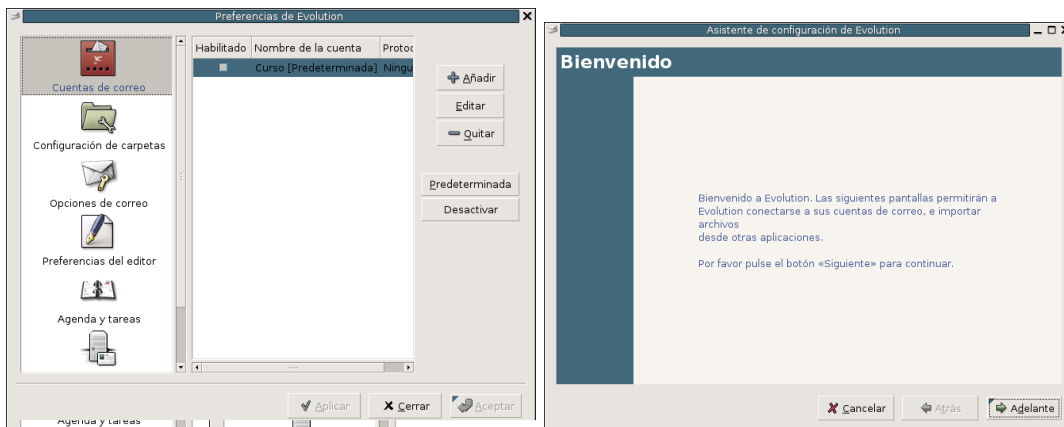 Preferencias de Evolution
Habilitado Nombre de la cuenta Protoc
Curso [Predeterminada] Ningu
Cuentas de correo
Configuración de carpetas
Opciones de correo
Preferencias del editor
Agenda y tareas
Añadir
Editar
Quitar
Predeterminada
Desactivar
Aplicar Cerrar Aceptar
Agenda y tareas
Asistente de configuración de Evolution
Bienvenido
Bienvenido a Evolution. Las siguientes pantallas permitirán a
Evolution conectarse a sus cuentas de correo, e importar
archivos
desde otras aplicaciones.
Por favor pulse el botón «Siguiente» para continuar.
Cancelar Atrás Adelante